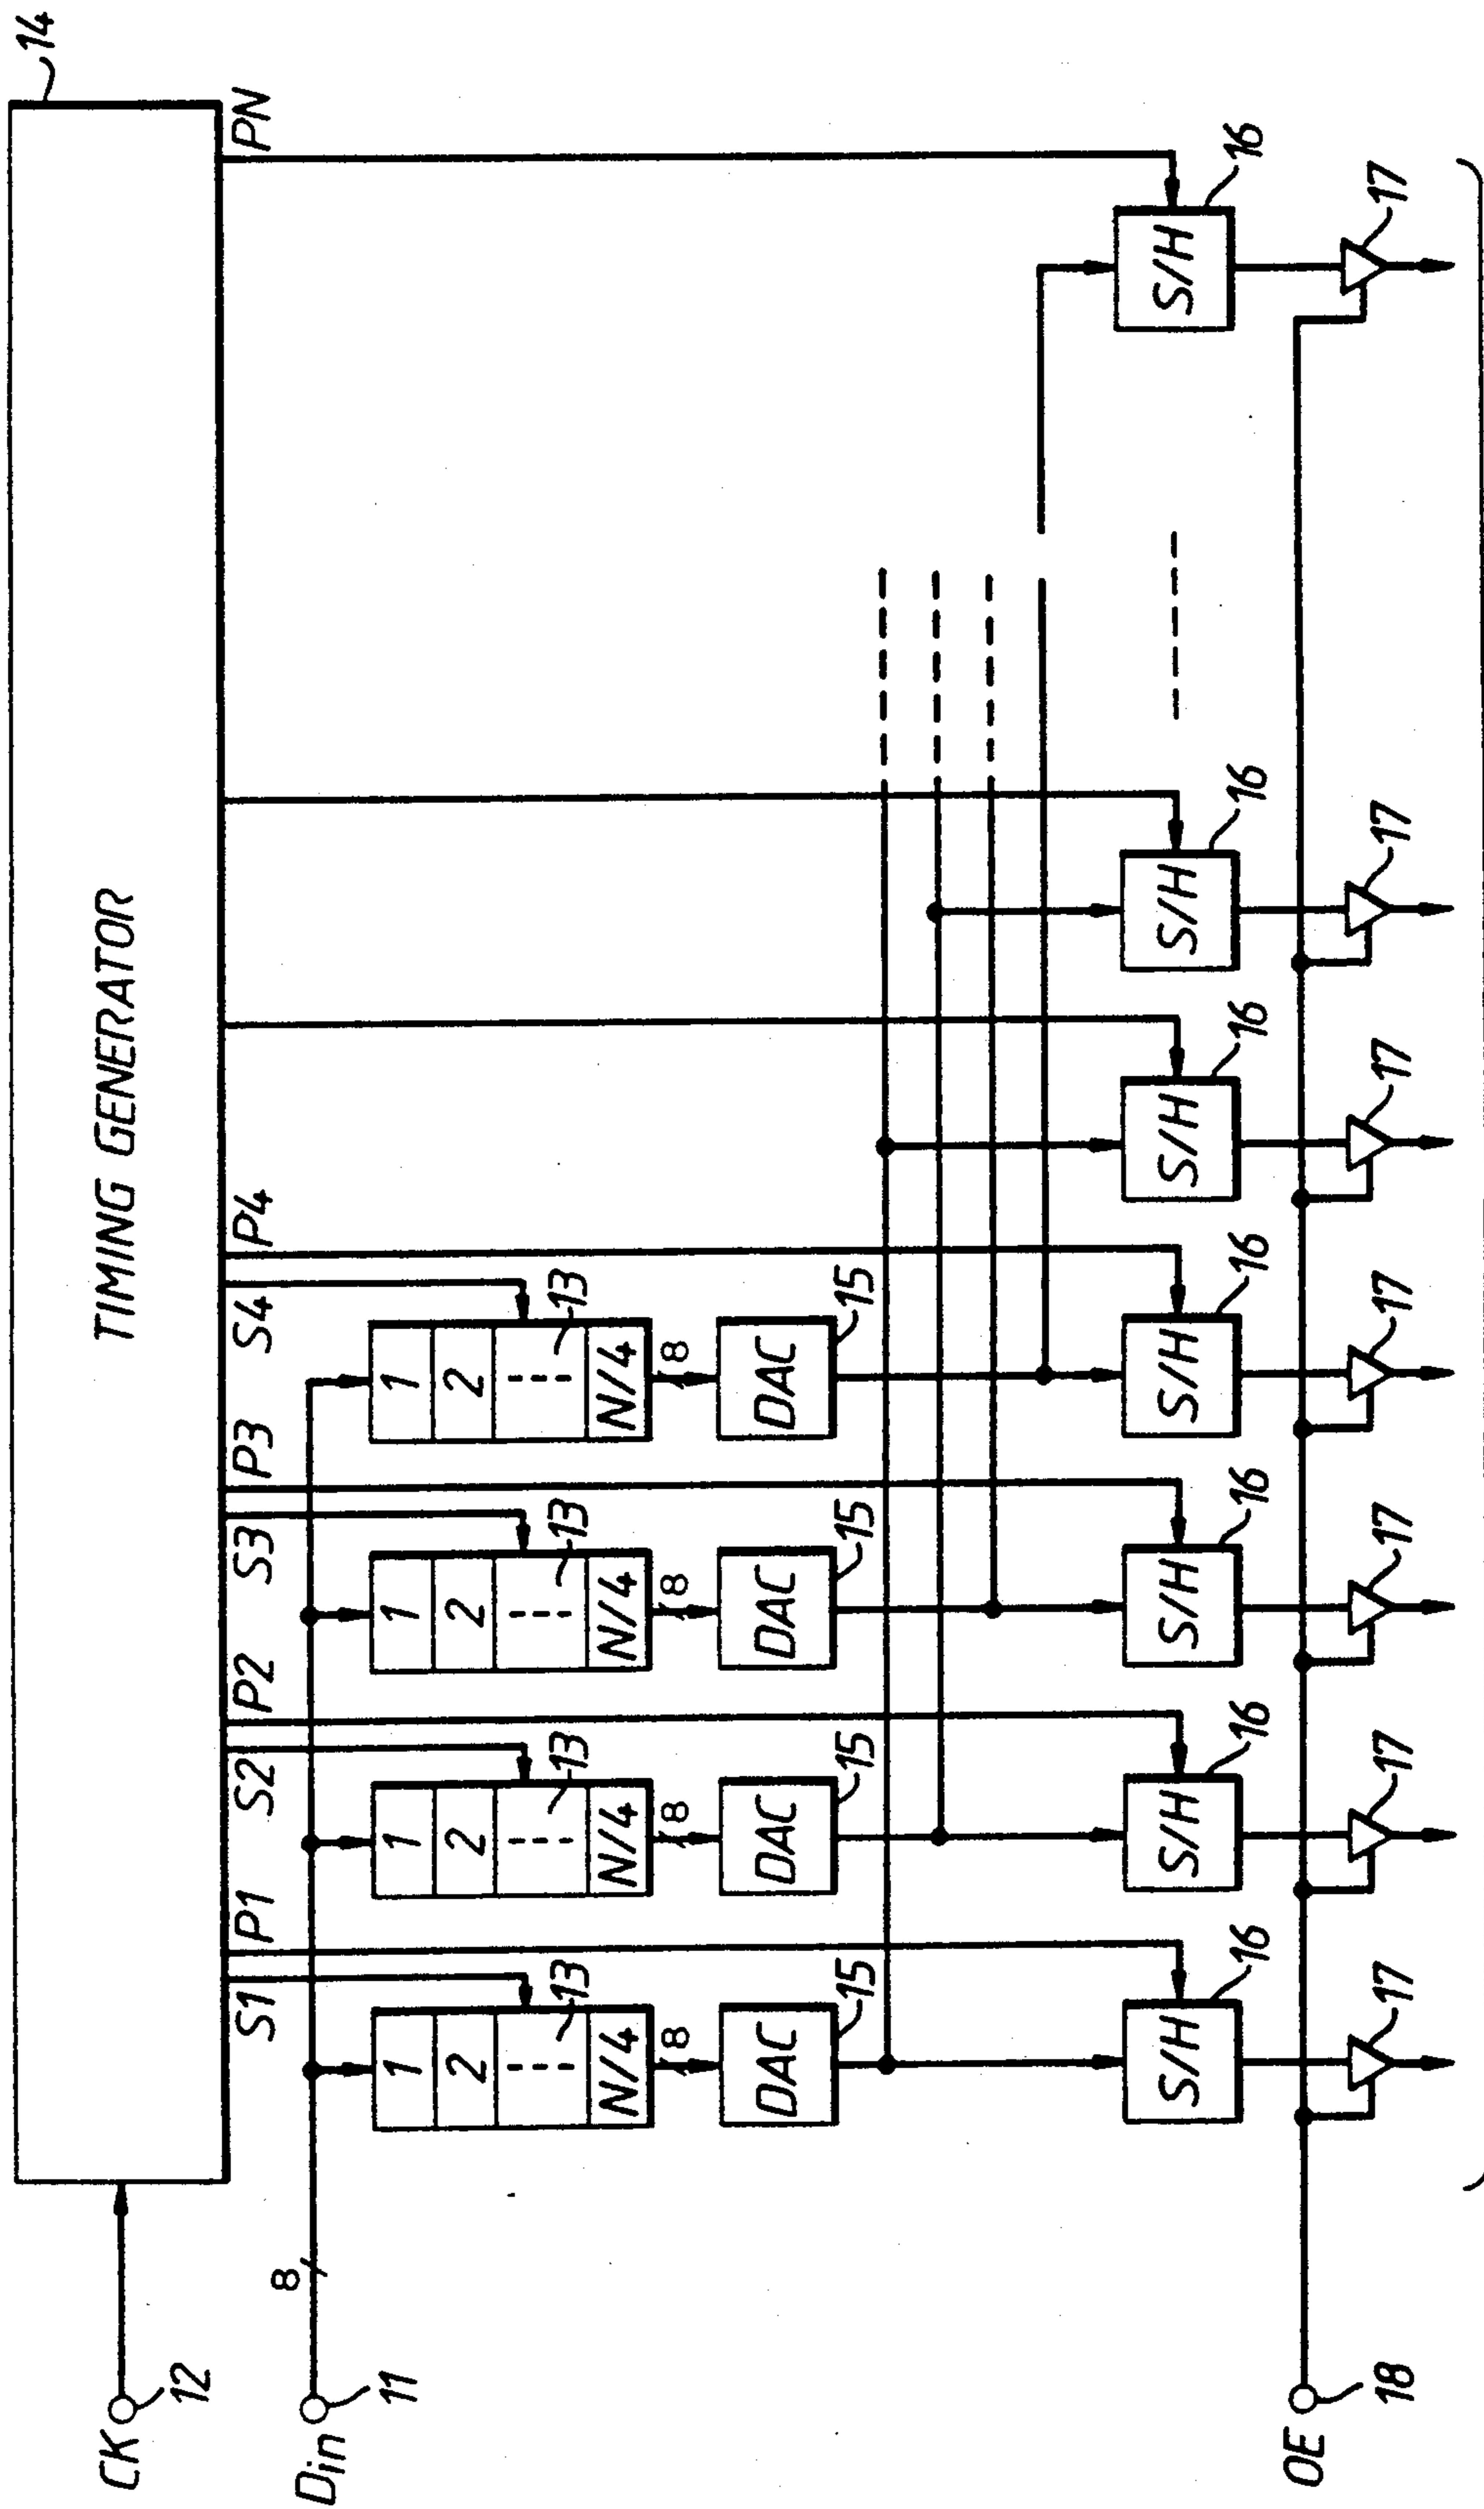 14
TIMING GENERATOR
CK
12
S1 P1 S2 P2 S3 P3 S4 P4 PN
Din
11
8
1 1 1 1
2 2 2 2
13 13 13 13
N/4 N/4 N/4 N/4
8 8 8 8
DAC DAC DAC DAC
15 15 15 15
S/H S/H S/H S/H S/H S/H S/H
16 16 16 16 16 16 16
OE
18
17 17 17 17 17 17 17